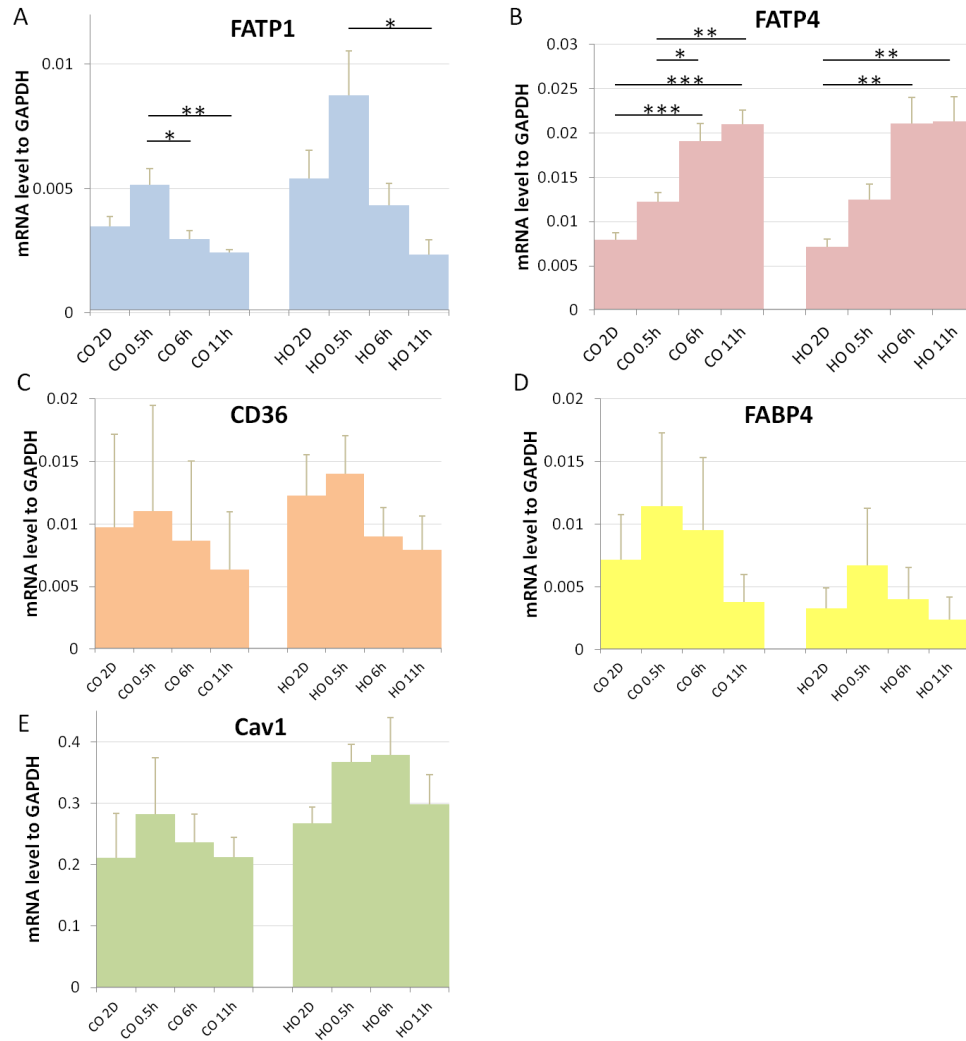 A
FATP1
mRNA level to GAPDH
0.01
0.005
0
*
**
*
CO 2D
CO 0.5h
CO 6h
CO 11h
HO 2D
HO 0.5h
HO 6h
HO 11h
B
FATP4
mRNA level to GAPDH
0.03
0.025
0.02
0.015
0.01
0.005
0
**
*
***
***
**
**
CO 2D
CO 0.5h
CO 6h
CO 11h
HO 2D
HO 0.5h
HO 6h
HO 11h
C
CD36
mRNA level to GAPDH
0.02
0.015
0.01
0.005
0
CO 2D
CO 0.5h
CO 6h
CO 11h
HO 2D
HO 0.5h
HO 6h
HO 11h
D
FABP4
mRNA level to GAPDH
0.02
0.015
0.01
0.005
0
CO 2D
CO 0.5h
CO 6h
CO 11h
HO 2D
HO 0.5h
HO 6h
HO 11h
E
Cav1
mRNA level to GAPDH
0.4
0.3
0.2
0.1
0
CO 2D
CO 0.5h
CO 6h
CO 11h
HO 2D
HO 0.5h
HO 6h
HO 11h